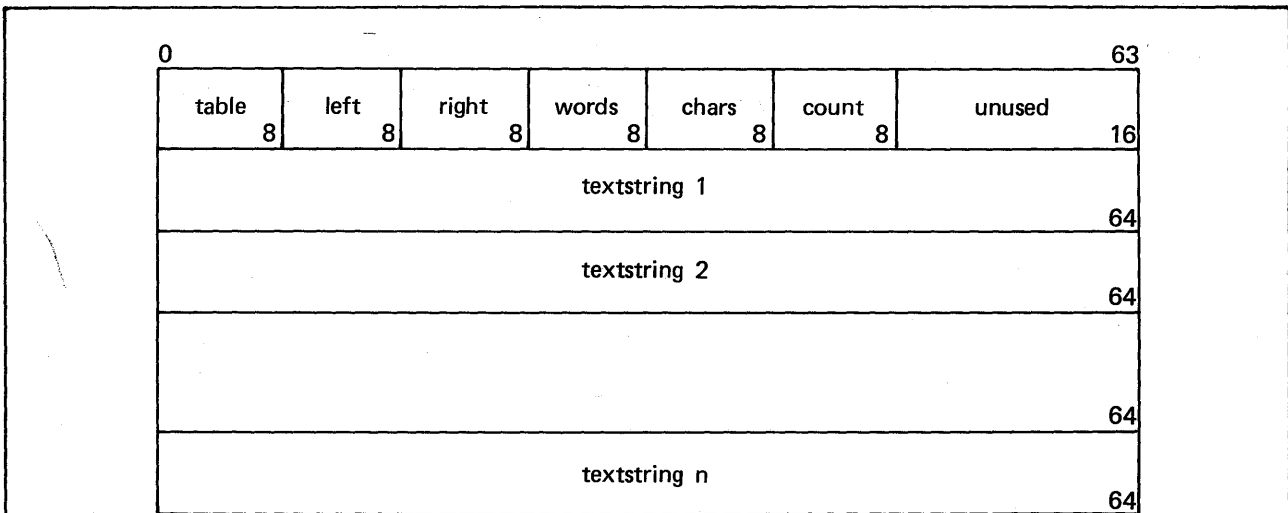 0 63
table left right words chars count unused
8 8 8 8 8 8 16
textstring 1
64
textstring 2
64
64
textstring n
64